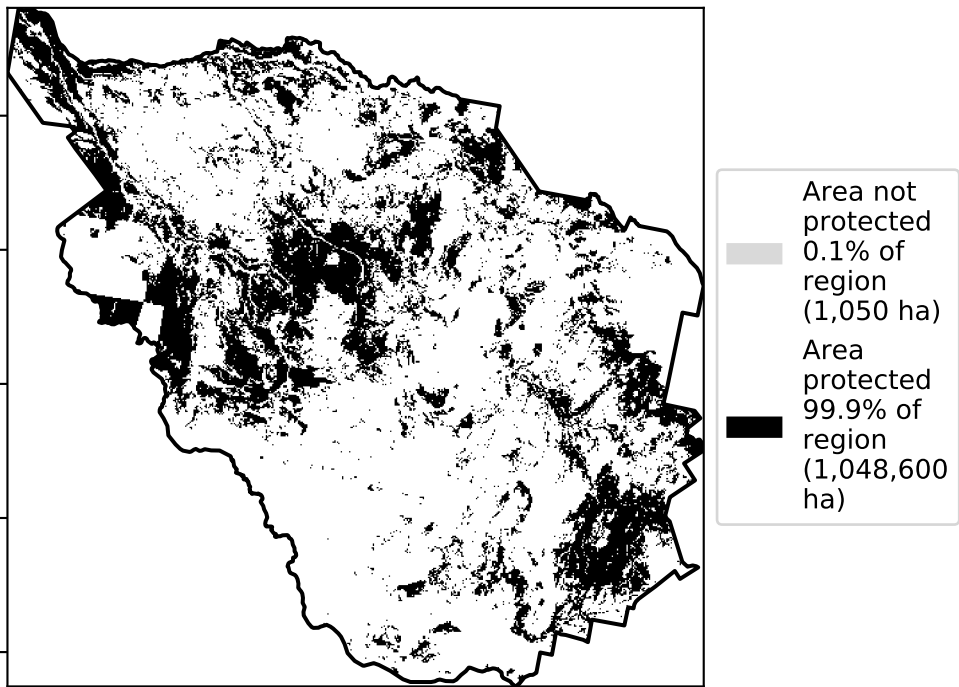 Area not
protected
0.1% of
region
(1,050 ha)
Area
protected
99.9% of
region
(1,048,600
ha)